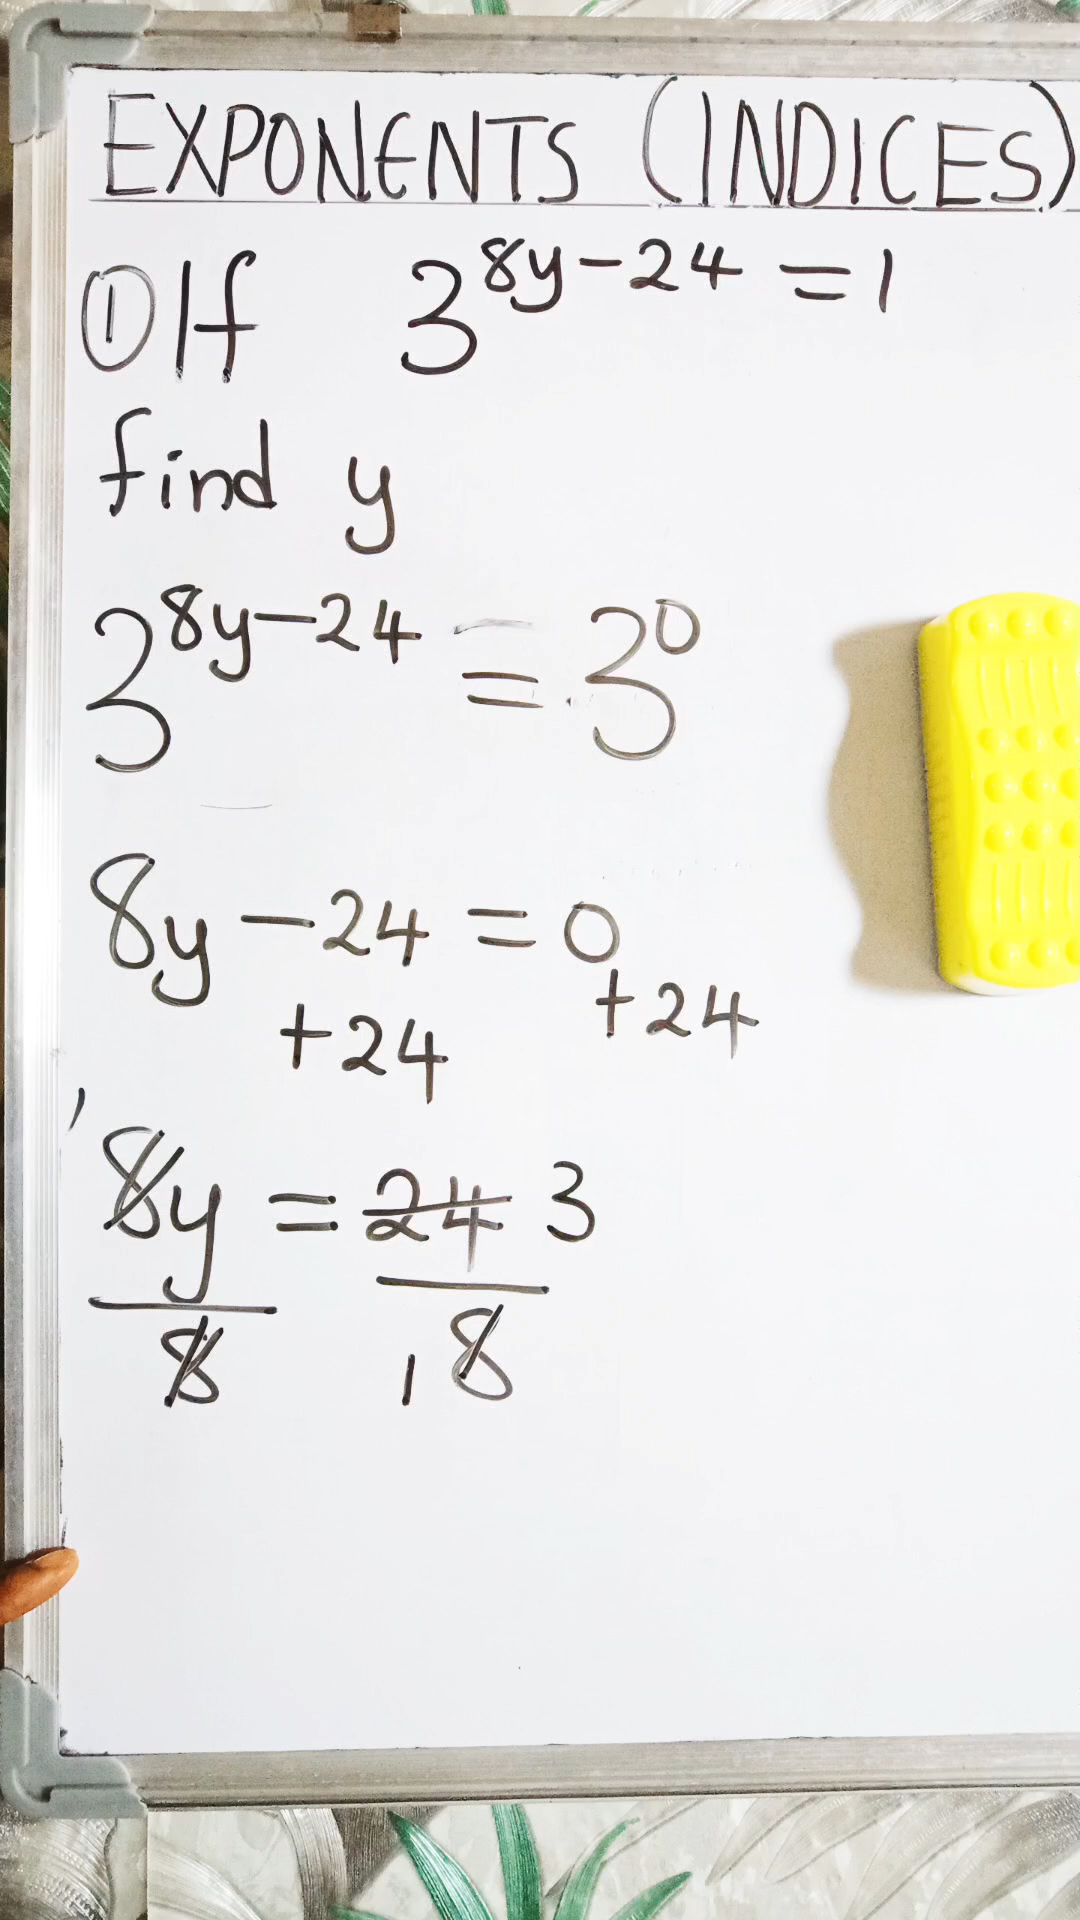 EXPONENTS (INDICES)
① If 3^{8y-24} = 1
find y
3^{8y-24} = 3^0
8y - 24 = 0
+24 +24
8y = 24 3
8 1 8